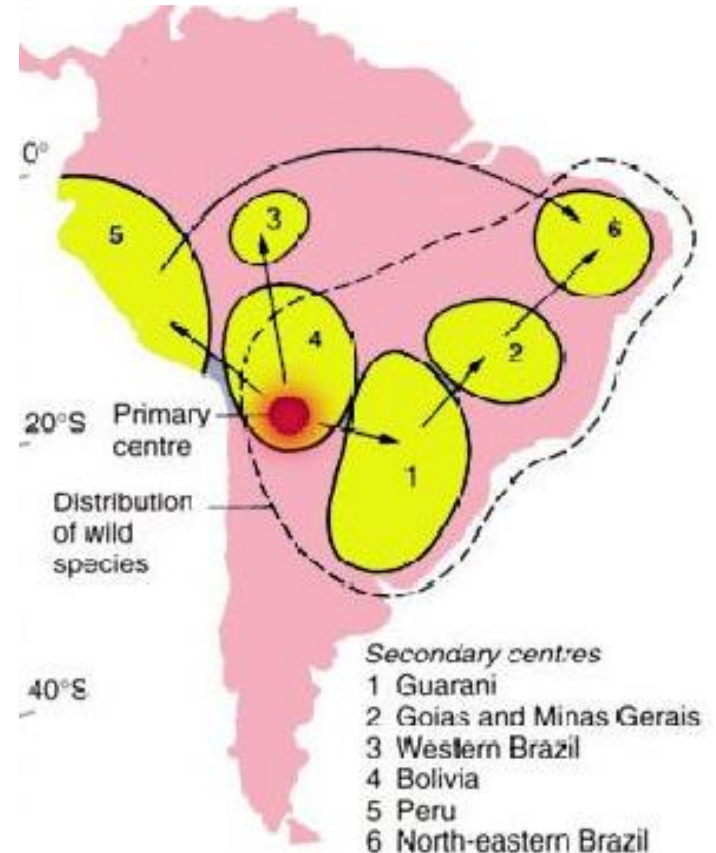 0°
5
3
6
4
2
20°S
Primary
centre
1
Distribution
of wild
species
40°S
Secondary centres
1 Guarani
2 Goias and Minas Gerais
3 Western Brazil
4 Bolivia
5 Peru
6 North-eastern Brazil